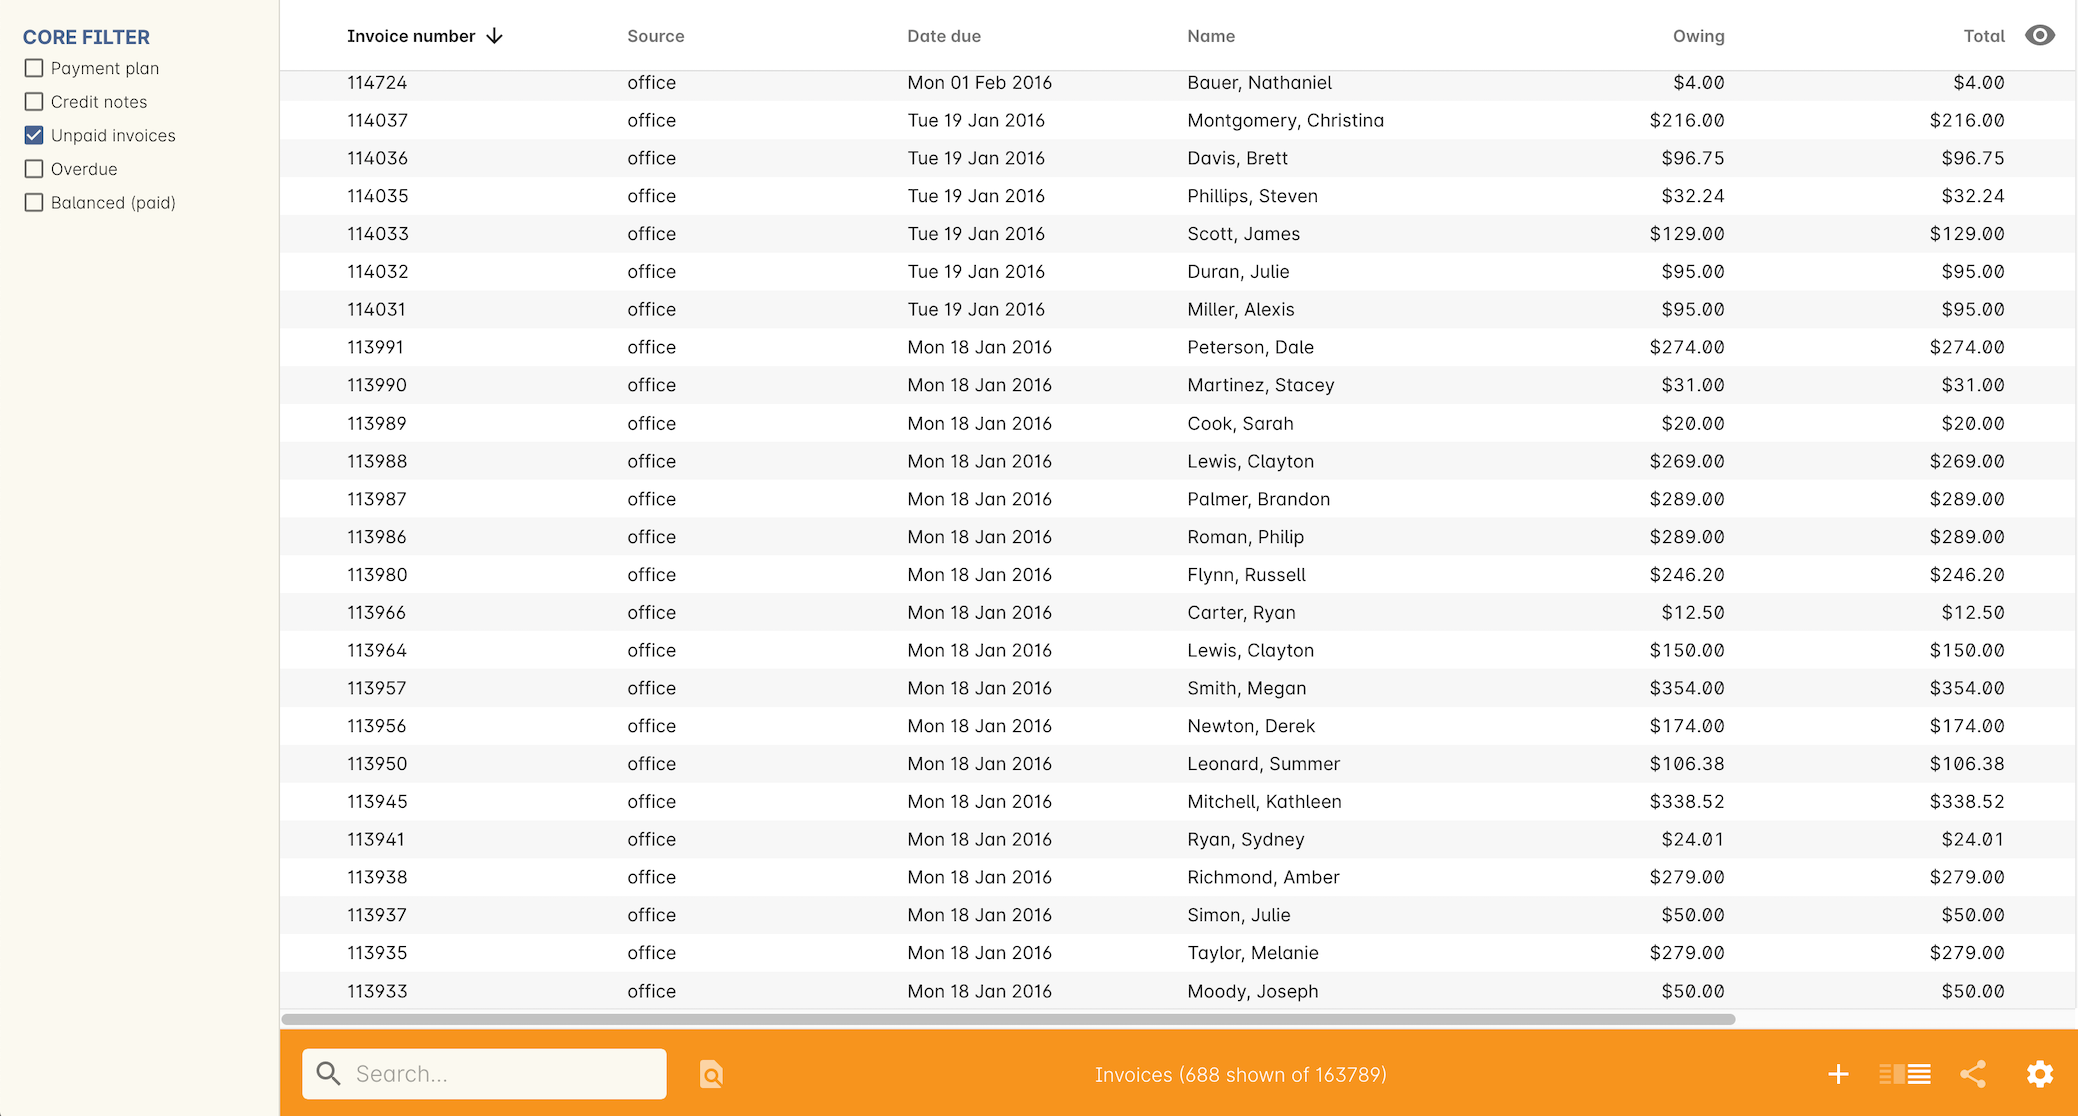 CORE FILTER
Payment plan
Credit notes
Unpaid invoices
Overdue
Balanced (paid)
Invoice number Source Date due Name Owing Total
114724 office Mon 01 Feb 2016 Bauer, Nathaniel $4.00 $4.00
114037 office Tue 19 Jan 2016 Montgomery, Christina $216.00 $216.00
114036 office Tue 19 Jan 2016 Davis, Brett $96.75 $96.75
114035 office Tue 19 Jan 2016 Phillips, Steven $32.24 $32.24
114033 office Tue 19 Jan 2016 Scott, James $129.00 $129.00
114032 office Tue 19 Jan 2016 Duran, Julie $95.00 $95.00
114031 office Tue 19 Jan 2016 Miller, Alexis $95.00 $95.00
113991 office Mon 18 Jan 2016 Peterson, Dale $274.00 $274.00
113990 office Mon 18 Jan 2016 Martinez, Stacey $31.00 $31.00
113989 office Mon 18 Jan 2016 Cook, Sarah $20.00 $20.00
113988 office Mon 18 Jan 2016 Lewis, Clayton $269.00 $269.00
113987 office Mon 18 Jan 2016 Palmer, Brandon $289.00 $289.00
113986 office Mon 18 Jan 2016 Roman, Philip $289.00 $289.00
113980 office Mon 18 Jan 2016 Flynn, Russell $246.20 $246.20
113966 office Mon 18 Jan 2016 Carter, Ryan $12.50 $12.50
113964 office Mon 18 Jan 2016 Lewis, Clayton $150.00 $150.00
113957 office Mon 18 Jan 2016 Smith, Megan $354.00 $354.00
113956 office Mon 18 Jan 2016 Newton, Derek $174.00 $174.00
113950 office Mon 18 Jan 2016 Leonard, Summer $106.38 $106.38
113945 office Mon 18 Jan 2016 Mitchell, Kathleen $338.52 $338.52
113941 office Mon 18 Jan 2016 Ryan, Sydney $24.01 $24.01
113938 office Mon 18 Jan 2016 Richmond, Amber $279.00 $279.00
113937 office Mon 18 Jan 2016 Simon, Julie $50.00 $50.00
113935 office Mon 18 Jan 2016 Taylor, Melanie $279.00 $279.00
113933 office Mon 18 Jan 2016 Moody, Joseph $50.00 $50.00
Search... Invoices (688 shown of 163789)